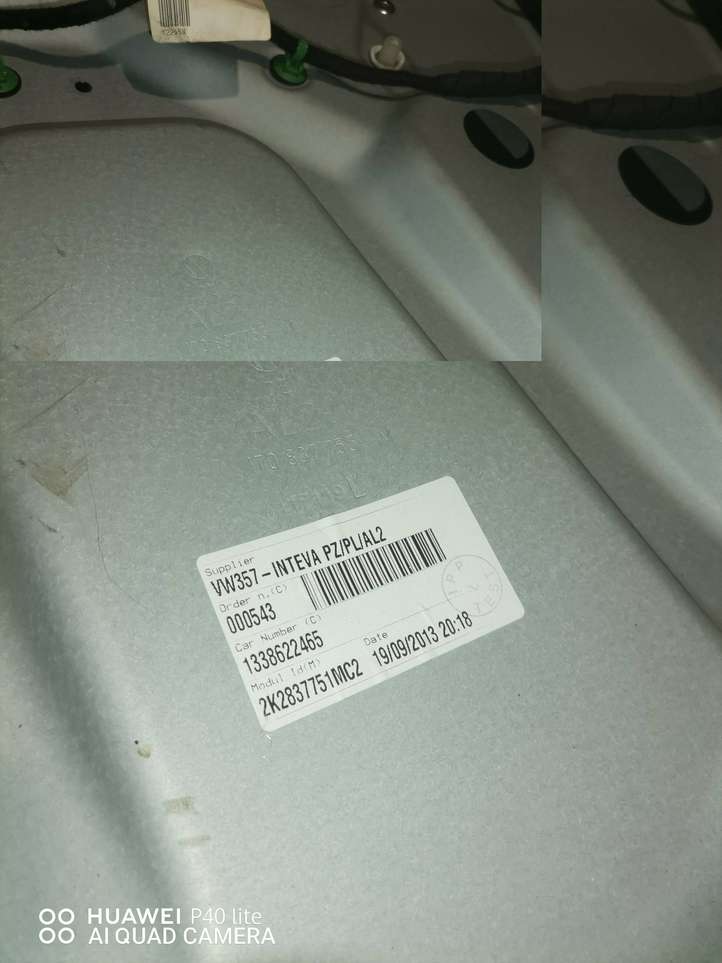 Supplier
VW357-INTEVA PZ/PL/AL2
Order n.(C)
000543
Car Number (C)
1338622465
Modul Id(M) Date
2K2837751MC2 19/09/2013 20:18
HUAWEI P40 lite
AI QUAD CAMERA